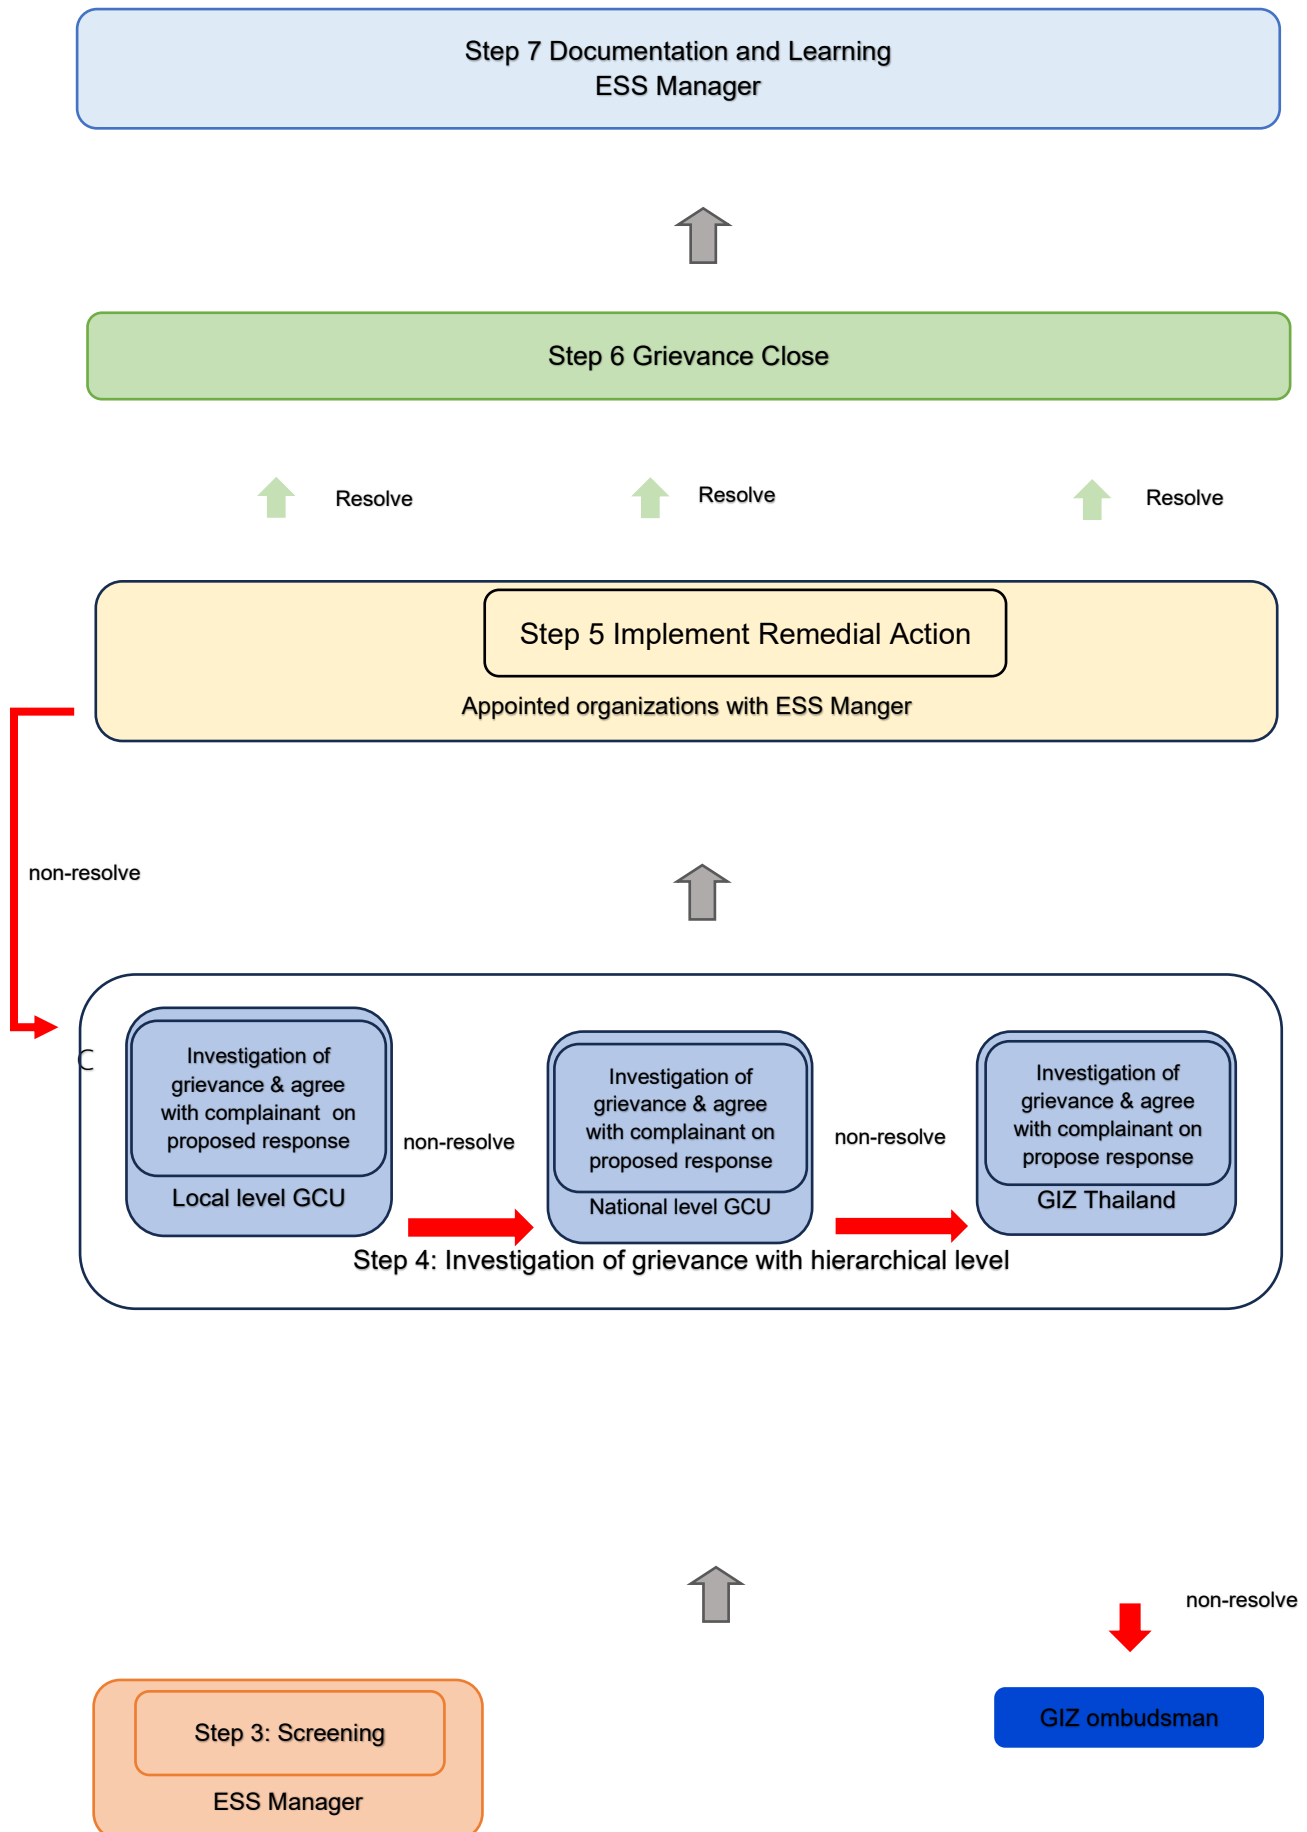 Step 7 Documentation and Learning
ESS Manager
Step 6 Grievance Close
Resolve
Resolve
Resolve
Step 5 Implement Remedial Action
Appointed organizations with ESS Manger
non-resolve
C
Investigation of
grievance & agree
with complainant on
proposed response
Local level GCU
non-resolve
Investigation of
grievance & agree
with complainant on
proposed response
National level GCU
non-resolve
Investigation of
grievance & agree
with complainant on
propose response
GIZ Thailand
Step 4: Investigation of grievance with hierarchical level
non-resolve
GIZ ombudsman
Step 3: Screening
ESS Manager